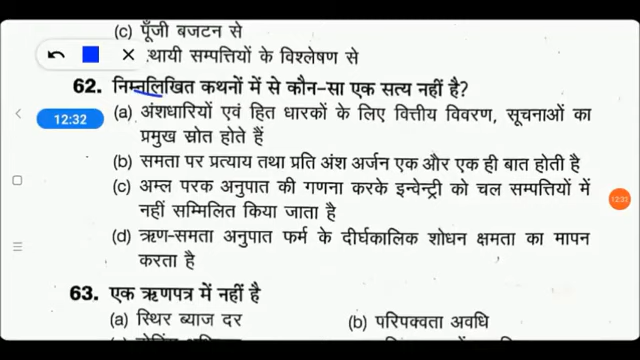 (c) पूँजी बजटन से
थायी सम्पत्तियों के विश्लेषण से
62. निम्नलिखित कथनों में से कौन-सा एक सत्य नहीं है?
(a) अंशधारियों एवं हित धारकों के लिए वित्तीय विवरण, सूचनाओं का
12:32
प्रमुख स्रोत होते हैं
(b) समता पर प्रत्याय तथा प्रति अंश अर्जन एक और एक ही बात होती है
(c) अम्ल परक अनुपात की गणना करके इन्वेन्ट्री को चल सम्पत्तियों में
नहीं सम्मिलित किया जाता है
(d) ऋण-समता अनुपात फर्म के दीर्घकालिक शोधन क्षमता का मापन
करता है
63. एक ऋणपत्र में नहीं है
(a) स्थिर ब्याज दर (b) परिपक्वता अवधि